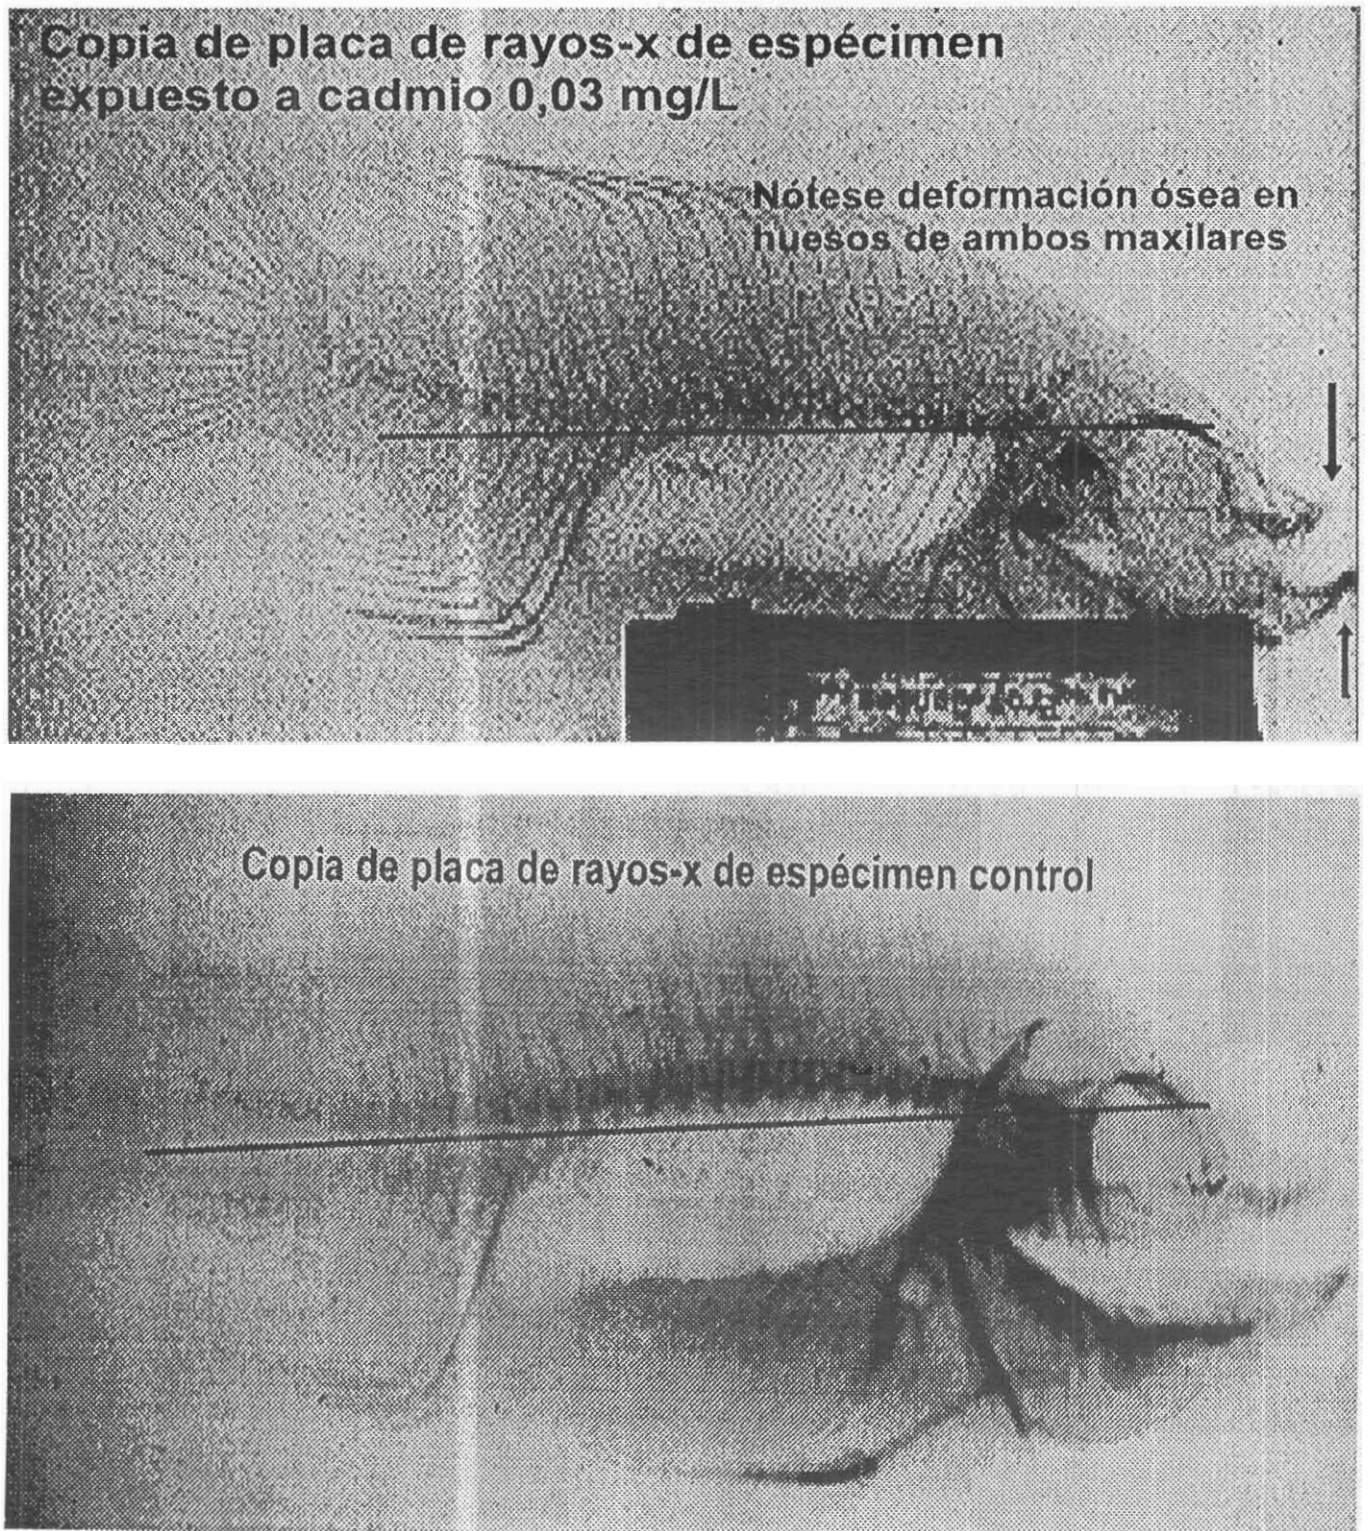 Copia de placa de rayos-x de espécimen
expuesto a cadmio 0,03 mg/L
Nótese deformación ósea en
huesos de ambos maxilares
Copia de placa de rayos-x de espécimen control